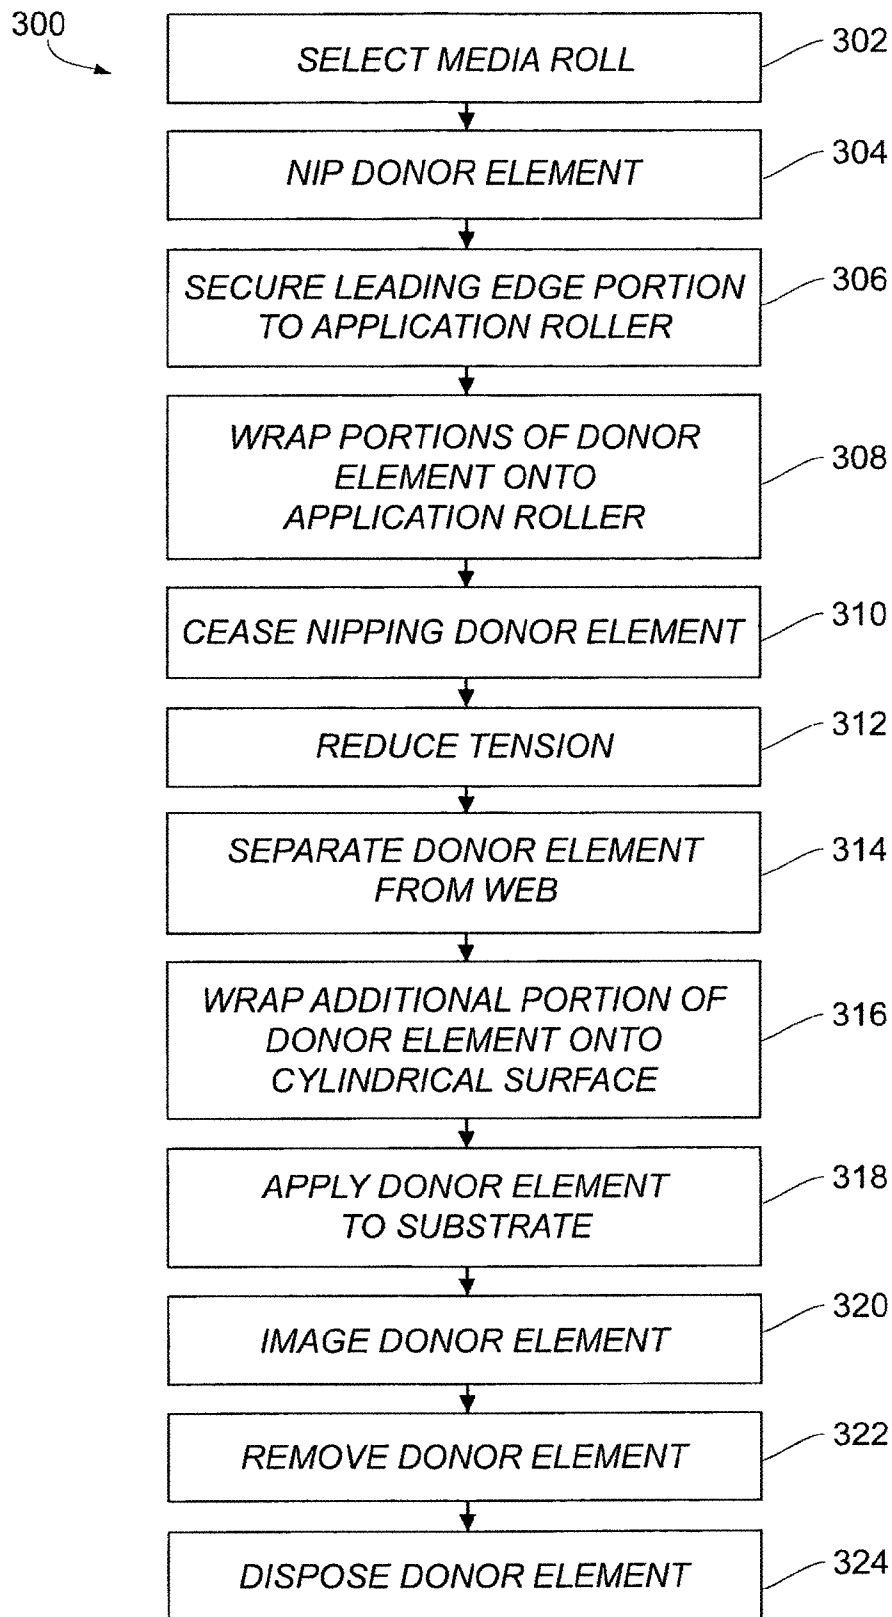 300
SELECT MEDIA ROLL
302
NIP DONOR ELEMENT
304
SECURE LEADING EDGE PORTION
TO APPLICATION ROLLER
306
WRAP PORTIONS OF DONOR
ELEMENT ONTO
APPLICATION ROLLER
308
CEASE NIPPING DONOR ELEMENT
310
REDUCE TENSION
312
SEPARATE DONOR ELEMENT
FROM WEB
314
WRAP ADDITIONAL PORTION OF
DONOR ELEMENT ONTO
CYLINDRICAL SURFACE
316
APPLY DONOR ELEMENT
TO SUBSTRATE
318
IMAGE DONOR ELEMENT
320
REMOVE DONOR ELEMENT
322
DISPOSE DONOR ELEMENT
324